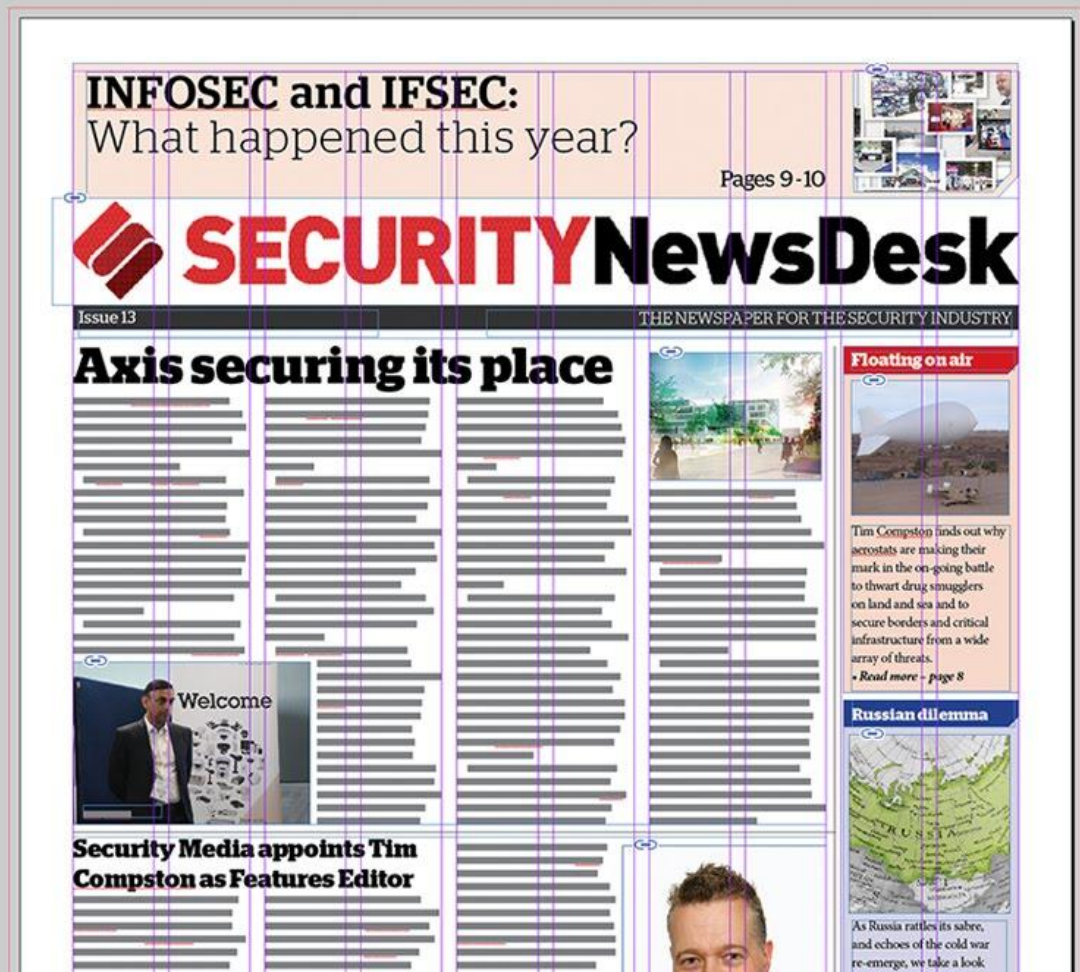 INFOSEC and IFSEC:
What happened this year?
Pages 9-10
SECURITYNewsDesk
Issue 13
THE NEWSPAPER FOR THE SECURITY INDUSTRY
Axis securing its place
Welcome
Security Media appoints Tim
Compston as Features Editor
Floating on air
Tim Compston finds out why
aerostats are making their
mark in the on-going battle
to thwart drug smugglers
on land and sea and to
secure borders and critical
infrastructure from a wide
array of threats.
• Read more – page 8
Russian dilemma
RUSSIA
As Russia rattles its sabre,
and echoes of the cold war
re-emerge, we take a look